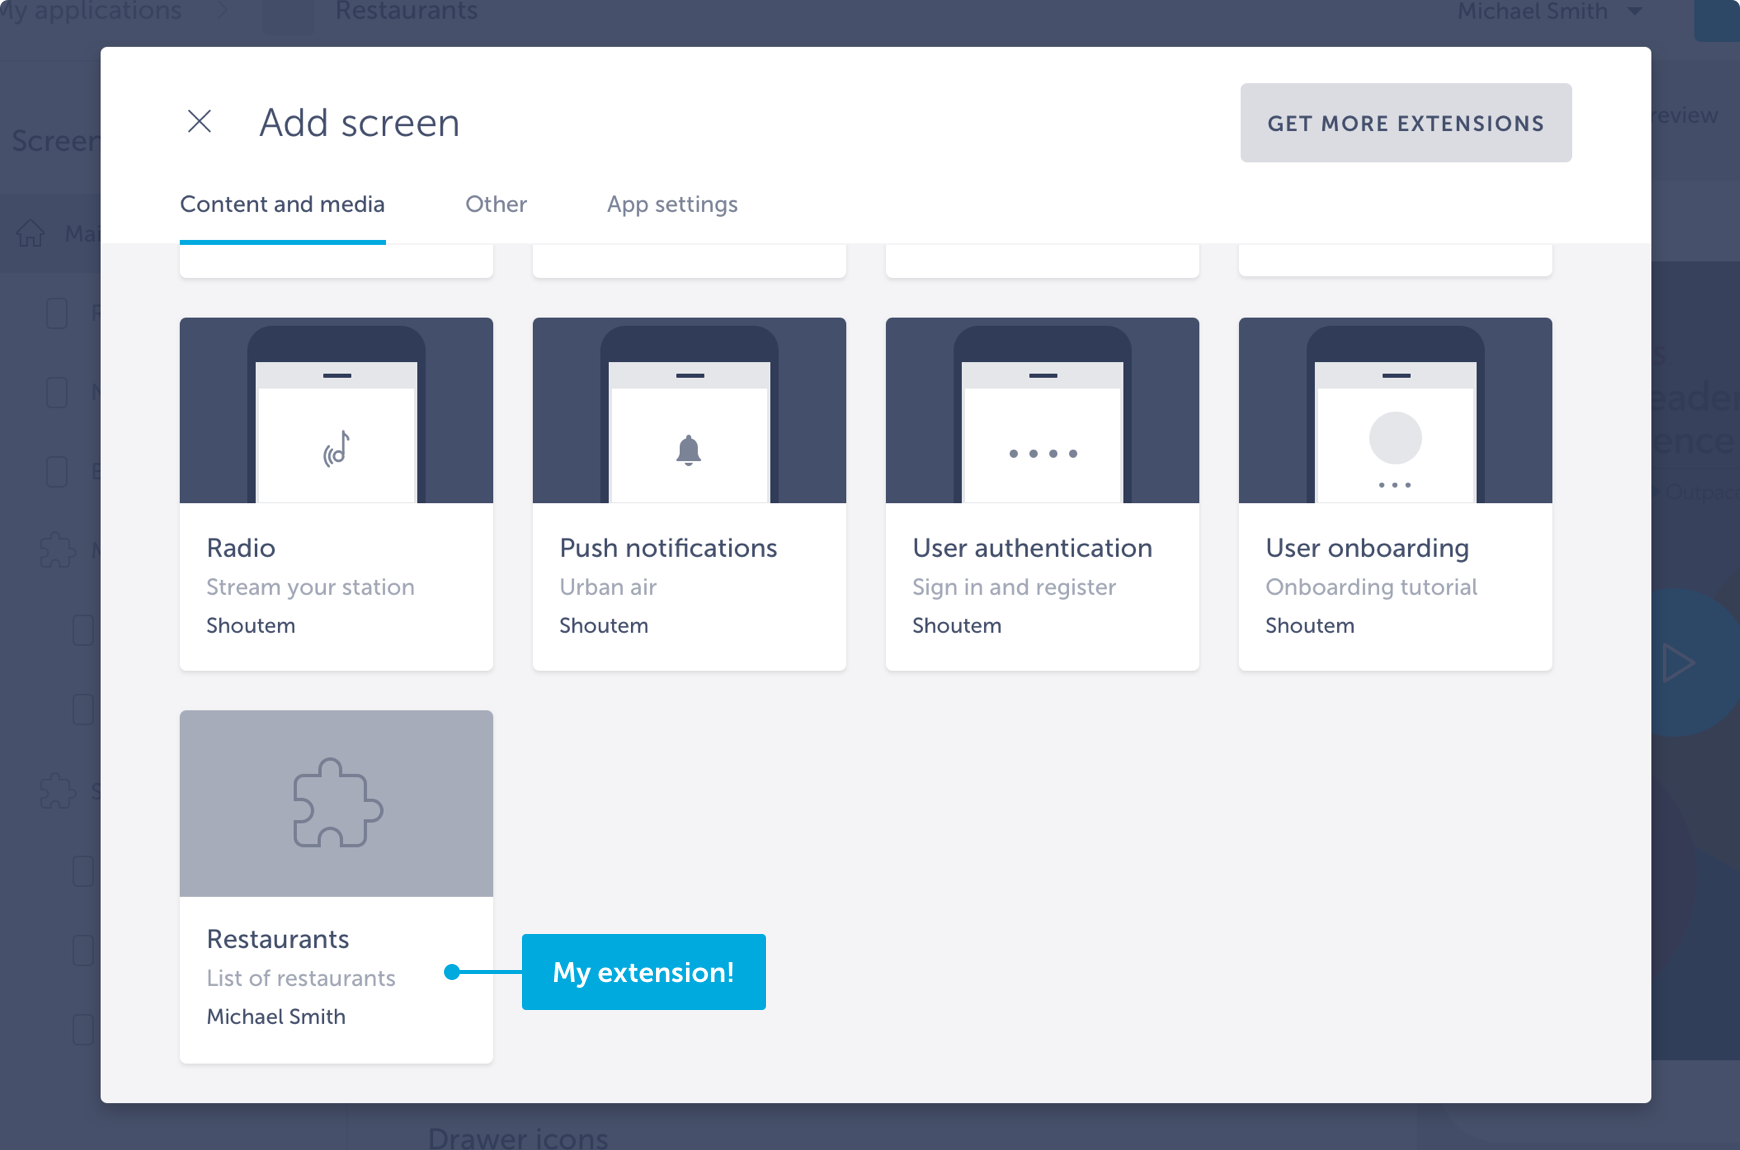 My applications
Restaurants
Michael Smith
Add screen
GET MORE EXTENSIONS
Content and media
Other
App settings
Radio
Stream your station
Shoutem
Push notifications
Urban air
Shoutem
User authentication
Sign in and register
Shoutem
User onboarding
Onboarding tutorial
Shoutem
Restaurants
List of restaurants
Michael Smith
My extension!
Drawer icons